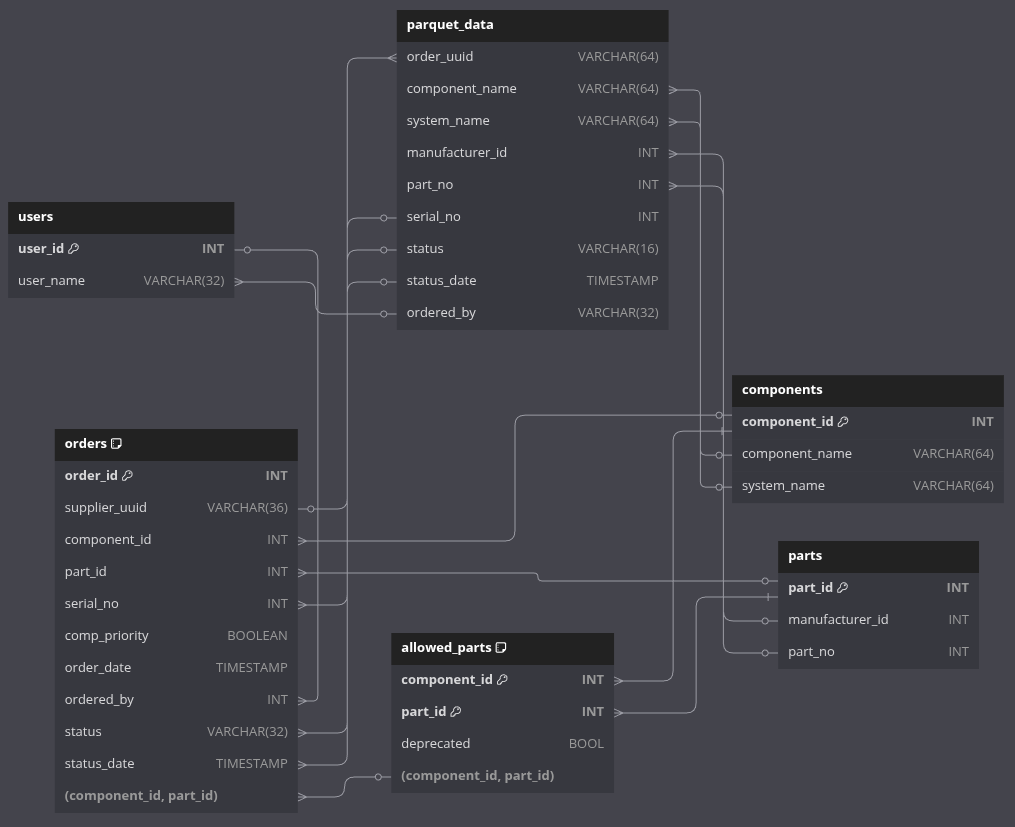 parquet_data
order_uuid VARCHAR(64)
component_name VARCHAR(64)
system_name VARCHAR(64)
manufacturer_id INT
part_no INT
serial_no INT
status VARCHAR(16)
status_date TIMESTAMP
ordered_by VARCHAR(32)
users
user_id INT
user_name VARCHAR(32)
components
component_id INT
component_name VARCHAR(64)
system_name VARCHAR(64)
orders
order_id INT
supplier_uuid VARCHAR(36)
component_id INT
part_id INT
serial_no INT
comp_priority BOOLEAN
order_date TIMESTAMP
ordered_by INT
status VARCHAR(32)
status_date TIMESTAMP
(component_id, part_id)
parts
part_id INT
manufacturer_id INT
part_no INT
allowed_parts
component_id INT
part_id INT
deprecated BOOL
(component_id, part_id)